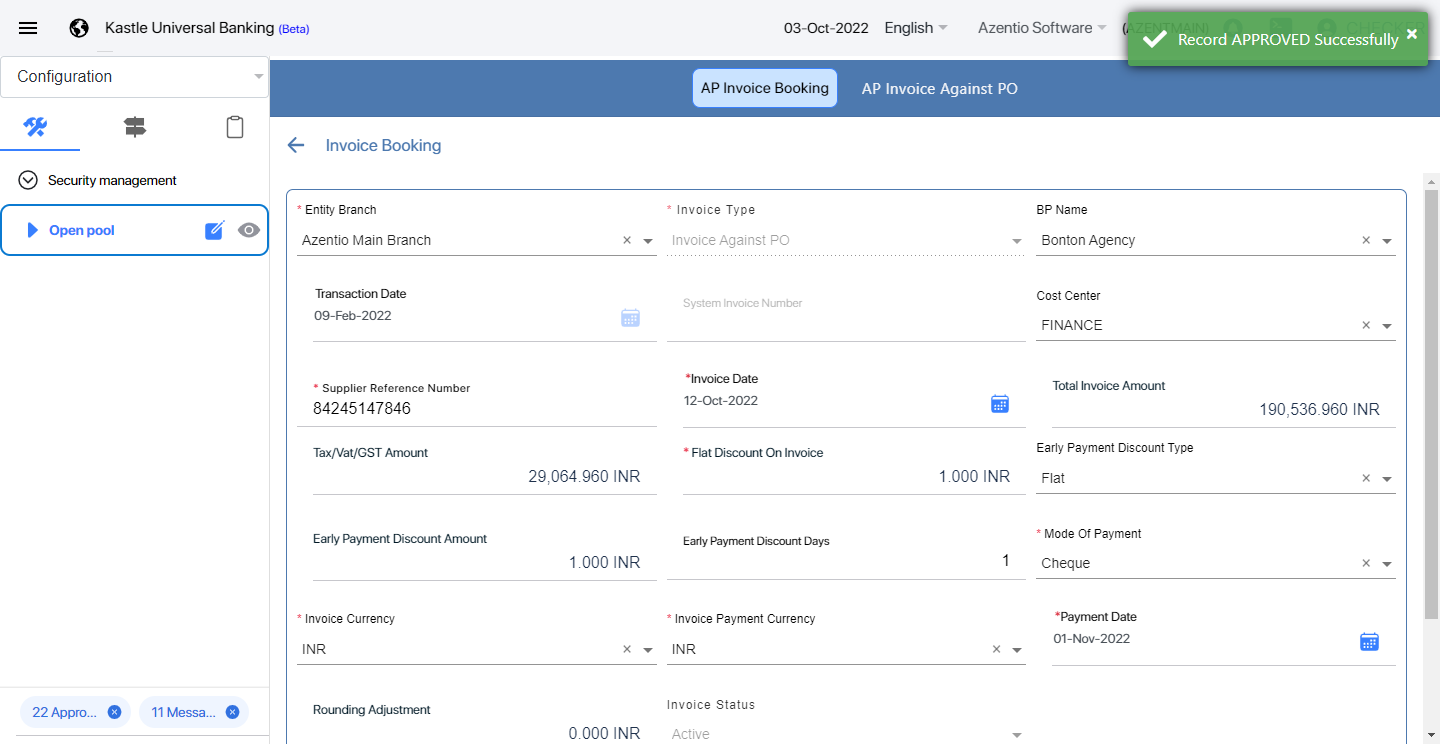 Kastle Universal Banking (Beta)
03-Oct-2022
English
Azentio Software
(AZENTMAIN)
CHECKER
Record APPROVED Successfully
Configuration
AP Invoice Booking
AP Invoice Against PO
Invoice Booking
Security management
Open pool
* Entity Branch
Azentio Main Branch
* Invoice Type
Invoice Against PO
BP Name
Bonton Agency
Transaction Date
09-Feb-2022
System Invoice Number
Cost Center
FINANCE
* Supplier Reference Number
84245147846
*Invoice Date
12-Oct-2022
Total Invoice Amount
190,536.960 INR
Tax/Vat/GST Amount
29,064.960 INR
* Flat Discount On Invoice
1.000 INR
Early Payment Discount Type
Flat
Early Payment Discount Amount
1.000 INR
Early Payment Discount Days
1
* Mode Of Payment
Cheque
* Invoice Currency
INR
* Invoice Payment Currency
INR
*Payment Date
01-Nov-2022
22 Appro...
11 Messa...
Rounding Adjustment
0.000 INR
Invoice Status
Active